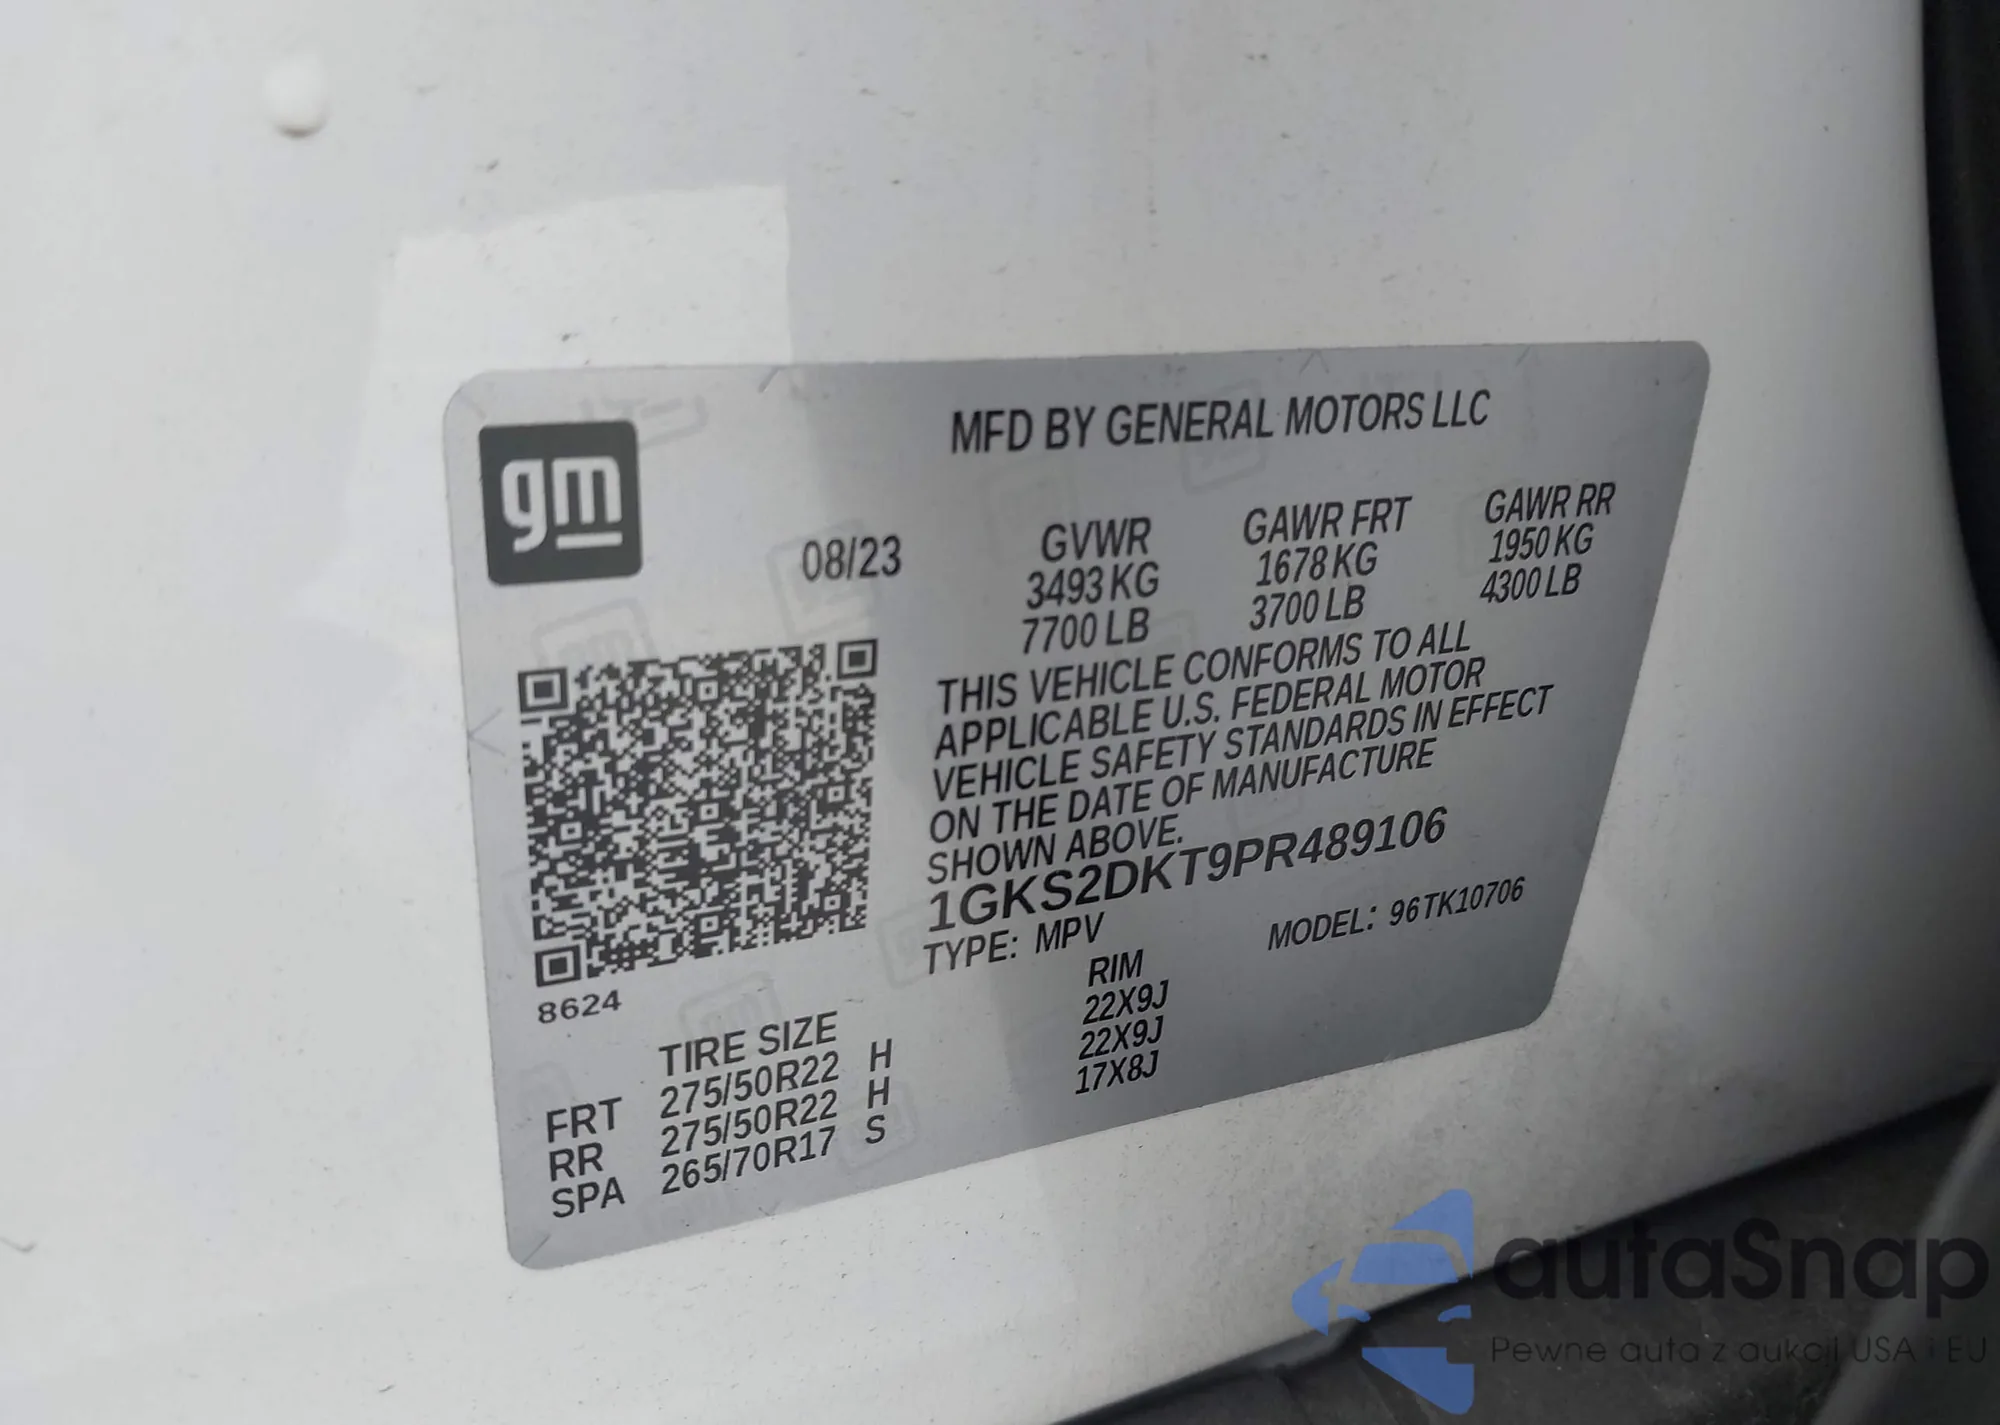 gm
MFD BY GENERAL MOTORS LLC
08/23
GVWR
3493 KG
7700 LB
GAWR FRT
1678 KG
3700 LB
GAWR RR
1950 KG
4300 LB
THIS VEHICLE CONFORMS TO ALL
APPLICABLE U.S. FEDERAL MOTOR
VEHICLE SAFETY STANDARDS IN EFFECT
ON THE DATE OF MANUFACTURE
SHOWN ABOVE.
1GKS2DKT9PR489106
TYPE: MPV
MODEL: 96TK10706
8624
TIRE SIZE
RIM
FRT 275/50R22 H 22X9J
RR 275/50R22 H 22X9J
SPA 265/70R17 S 17X8J
autaSnap
Pewne auta z aukcji USA i EU